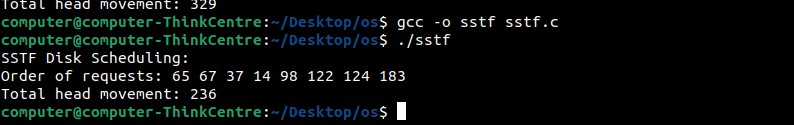 Total head movement: 329
computer@computer-ThinkCentre:~/Desktop/os$ gcc -o sstf sstf.c
computer@computer-ThinkCentre:~/Desktop/os$ ./sstf
SSTF Disk Scheduling:
Order of requests: 65 67 37 14 98 122 124 183
Total head movement: 236
computer@computer-ThinkCentre:~/Desktop/os$